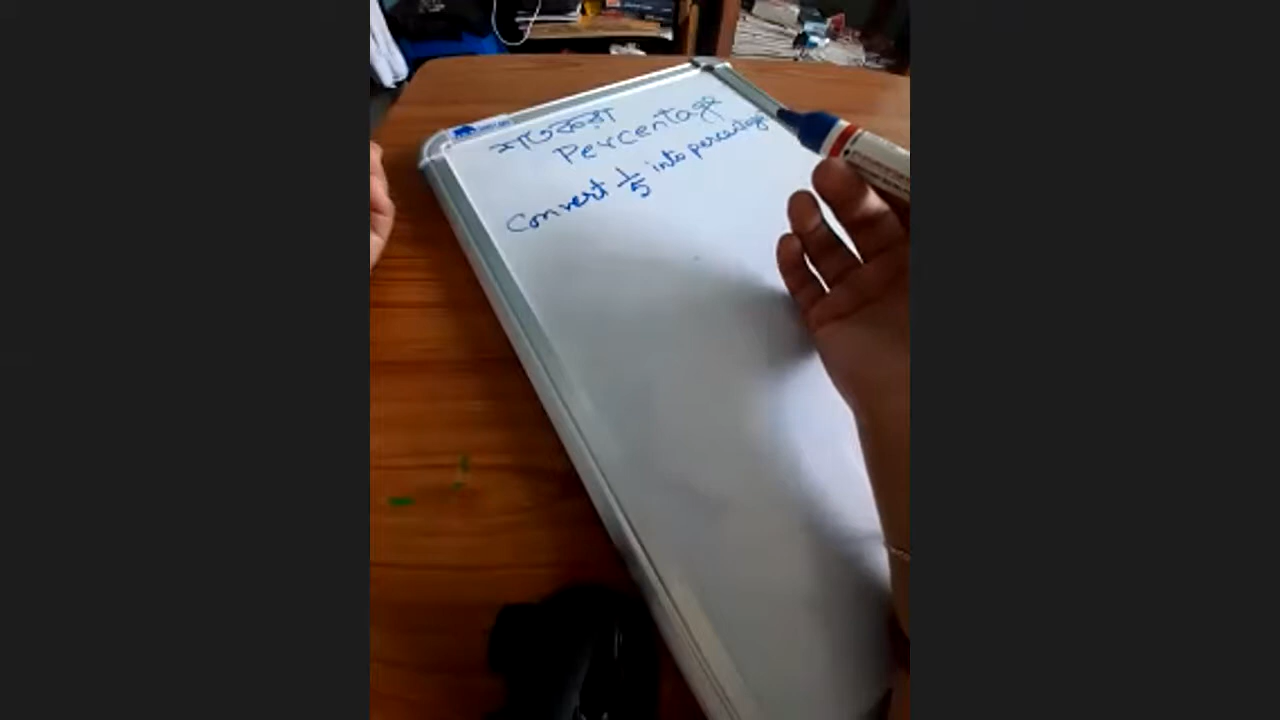 শতকরা
Percentage
Convert 1/5 into percentage